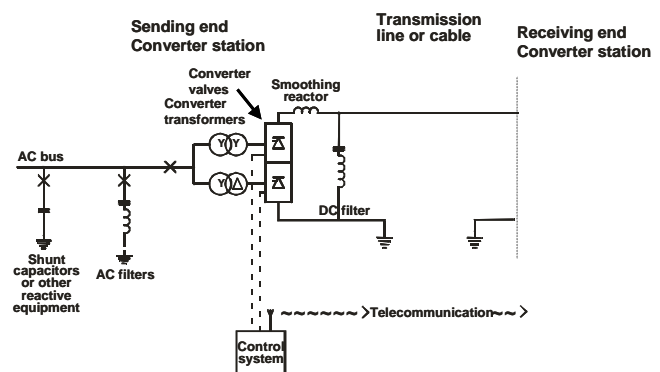 Sending end
Converter station
Transmission
line or cable
Receiving end
Converter station
Converter
valves
Converter
transformers
Smoothing
reactor
Y Y
AC bus
Y Δ
DC filter
Shunt
capacitors
or other
reactive
equipment
AC filters
Telecommunication
Control
system